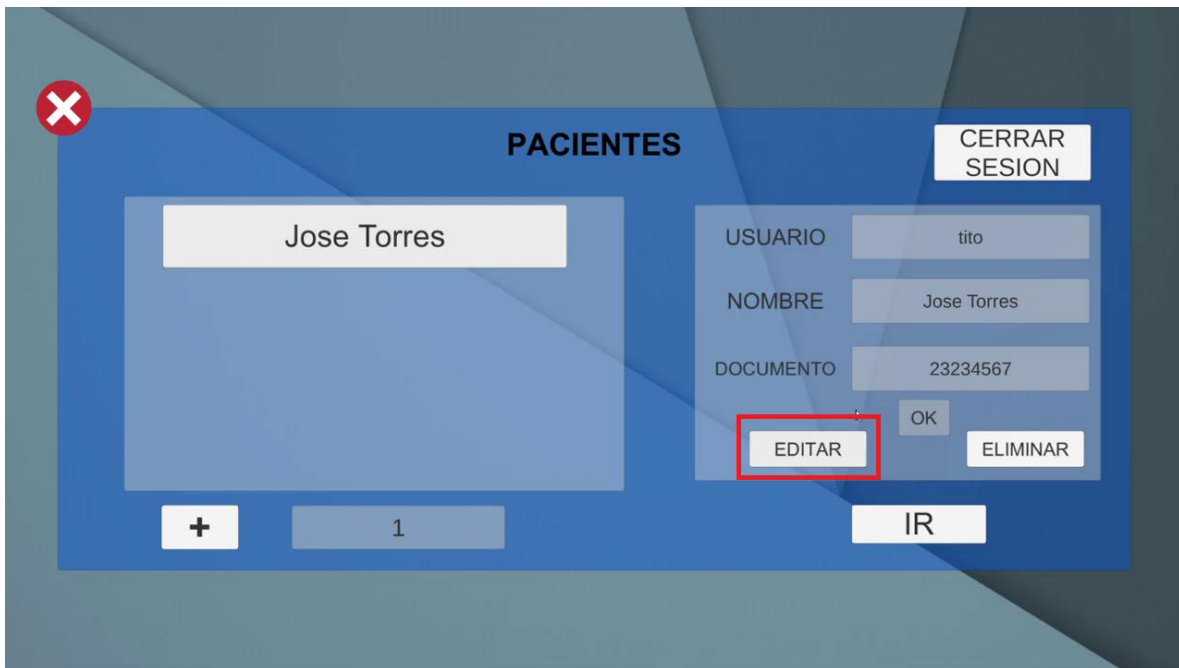 PACIENTES
CERRAR
SESION
Jose Torres
USUARIO tito
NOMBRE Jose Torres
DOCUMENTO 23234567
OK
EDITAR ELIMINAR
+ 1 IR